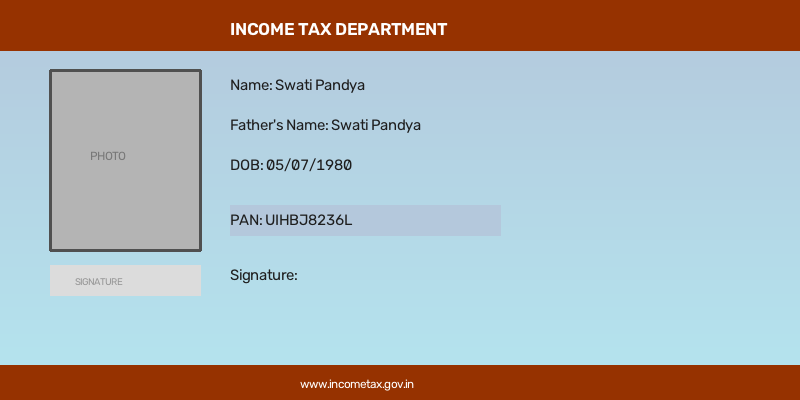 INCOME TAX DEPARTMENT
Name: Swati Pandya
Father's Name: Swati Pandya
DOB: 05/07/1980
PHOTO
PAN: UIHBJ8236L
Signature:
SIGNATURE
www.incometax.gov.in